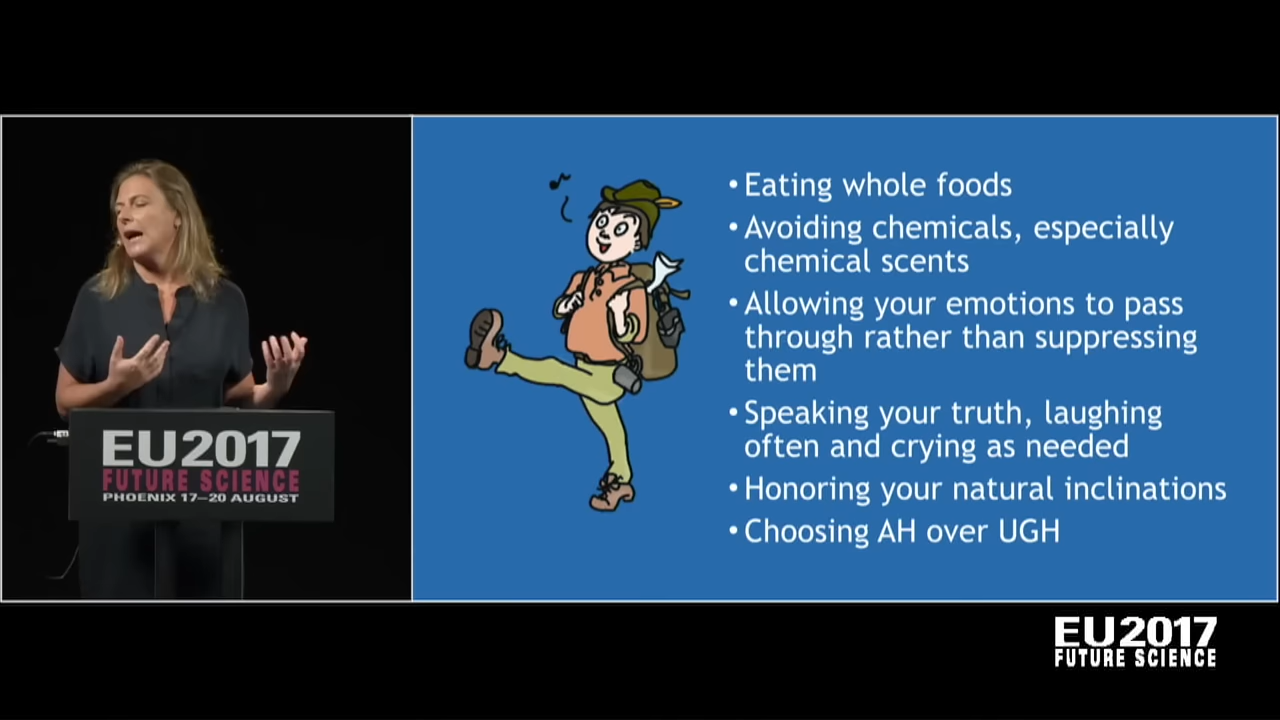 • Eating whole foods
• Avoiding chemicals, especially
chemical scents
• Allowing your emotions to pass
through rather than suppressing
them
• Speaking your truth, laughing
often and crying as needed
• Honoring your natural inclinations
• Choosing AH over UGH
EU2017
FUTURE SCIENCE
PHOENIX 17–20 AUGUST
EU2017
FUTURE SCIENCE